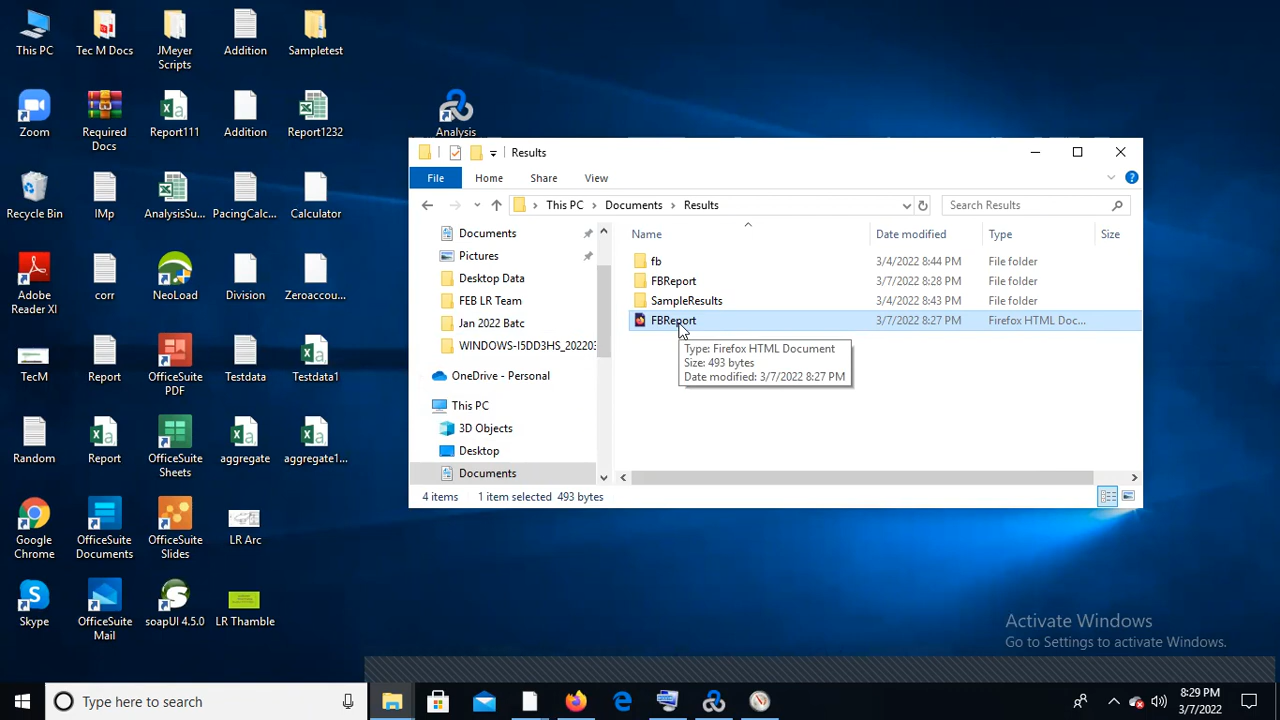 This PC
Tec M Docs
JMeyer
Scripts
Addition
Sampletest
Zoom
Required
Docs
Report111
Addition
Report1232
Analysis
Recycle Bin
IMp
AnalysisSu...
PacingCalc...
Calculator
Adobe
Reader XI
corr
NeoLoad
Division
Zeroaccou...
TecM
Report
OfficeSuite
PDF
Testdata
Testdata1
Random
Report
OfficeSuite
Sheets
aggregate
aggregate1...
Google
Chrome
OfficeSuite
Documents
OfficeSuite
Slides
LR Arc
Skype
OfficeSuite
Mail
soapUI 4.5.0
LR Thamble
Results
File
Home
Share
View
This PC
Documents
Results
Search Results
Documents
Pictures
Desktop Data
FEB LR Team
Jan 2022 Batc
WINDOWS-I5DD3HS_202203
OneDrive - Personal
This PC
3D Objects
Desktop
Documents
Name
Date modified
Type
Size
fb
3/4/2022 8:44 PM
File folder
FBReport
3/7/2022 8:28 PM
File folder
SampleResults
3/4/2022 8:43 PM
File folder
FBReport
3/7/2022 8:27 PM
Firefox HTML Doc...
Type: Firefox HTML Document
Size: 493 bytes
Date modified: 3/7/2022 8:27 PM
4 items
1 item selected 493 bytes
Activate Windows
Go to Settings to activate Windows.
Type here to search
8:29 PM
3/7/2022